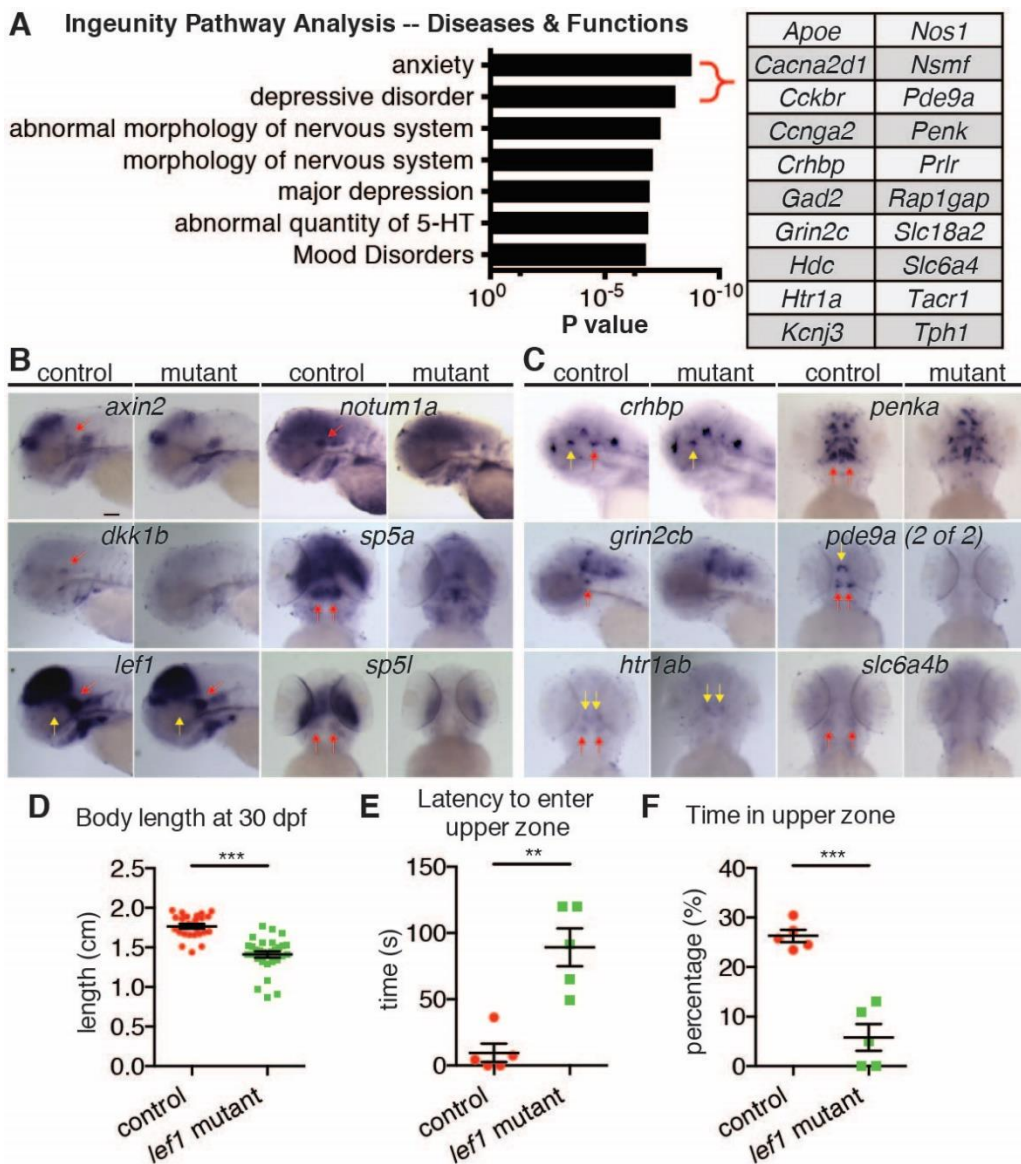 A Ingeunity Pathway Analysis -- Diseases & Functions
anxiety
depressive disorder
abnormal morphology of nervous system
morphology of nervous system
major depression
abnormal quantity of 5-HT
Mood Disorders
10⁰ 10⁻⁵ 10⁻¹⁰
P value
Apoe Nos1
Cacna2d1 Nsmf
Cckbr Pde9a
Ccnga2 Penk
Crhbp Prlr
Gad2 Rap1gap
Grin2c Slc18a2
Hdc Slc6a4
Htr1a Tacr1
Kcnj3 Tph1
B
control mutant control mutant
axin2 notum1a
dkk1b sp5a
lef1 sp5l
C
control mutant control mutant
crhbp penka
grin2cb pde9a (2 of 2)
htr1ab slc6a4b
D Body length at 30 dpf
***
length (cm)
2.5
2.0
1.5
1.0
0.5
0.0
control
lef1 mutant
E Latency to enter
upper zone
**
time (s)
150
100
50
0
control
lef1 mutant
F Time in upper zone
***
percentage (%)
40
30
20
10
0
control
lef1 mutant